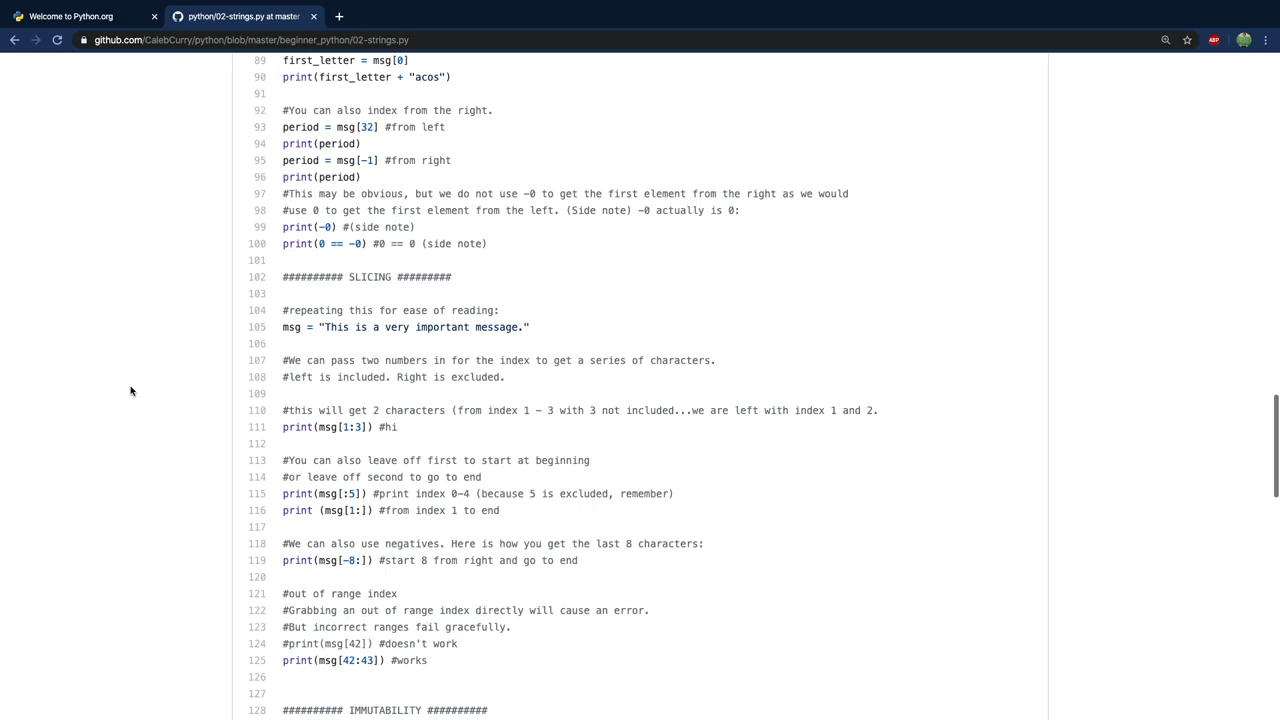 Welcome to Python.org
python/02-strings.py at master
github.com/CalebCurry/python/blob/master/beginner_python/02-strings.py
ABP
89 first_letter = msg[0]
90 print(first_letter + "acos")
91
92 #You can also index from the right.
93 period = msg[32] #from left
94 print(period)
95 period = msg[-1] #from right
96 print(period)
97 #This may be obvious, but we do not use -0 to get the first element from the right as we would
98 #use 0 to get the first element from the left. (Side note) -0 actually is 0:
99 print(-0) #(side note)
100 print(0 == -0) #0 == 0 (side note)
101
102 ########## SLICING #########
103
104 #repeating this for ease of reading:
105 msg = "This is a very important message."
106
107 #We can pass two numbers in for the index to get a series of characters.
108 #left is included. Right is excluded.
109
110 #this will get 2 characters (from index 1 - 3 with 3 not included...we are left with index 1 and 2.
111 print(msg[1:3]) #hi
112
113 #You can also leave off first to start at beginning
114 #or leave off second to go to end
115 print(msg[:5]) #print index 0-4 (because 5 is excluded, remember)
116 print (msg[1:]) #from index 1 to end
117
118 #We can also use negatives. Here is how you get the last 8 characters:
119 print(msg[-8:]) #start 8 from right and go to end
120
121 #out of range index
122 #Grabbing an out of range index directly will cause an error.
123 #But incorrect ranges fail gracefully.
124 #print(msg[42]) #doesn't work
125 print(msg[42:43]) #works
126
127
128 ########## IMMUTABILITY ##########